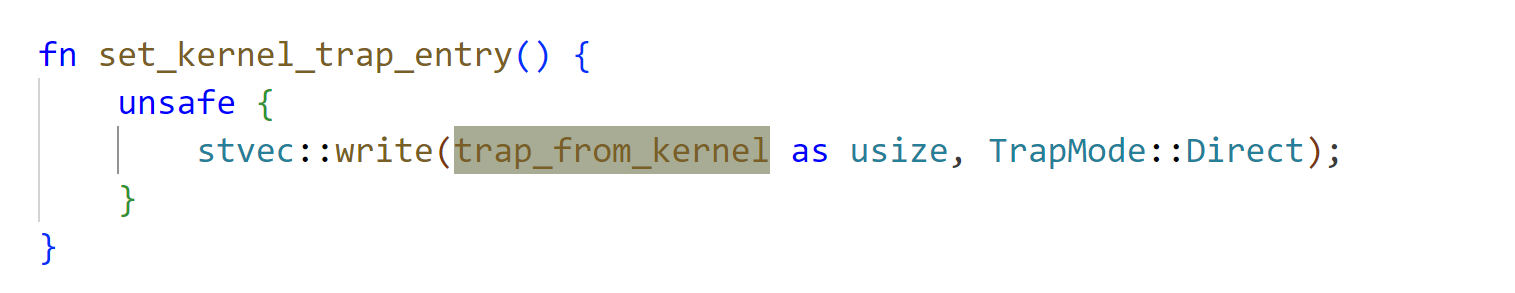 fn set_kernel_trap_entry() {
    unsafe {
        stvec::write(trap_from_kernel as usize, TrapMode::Direct);
    }
}